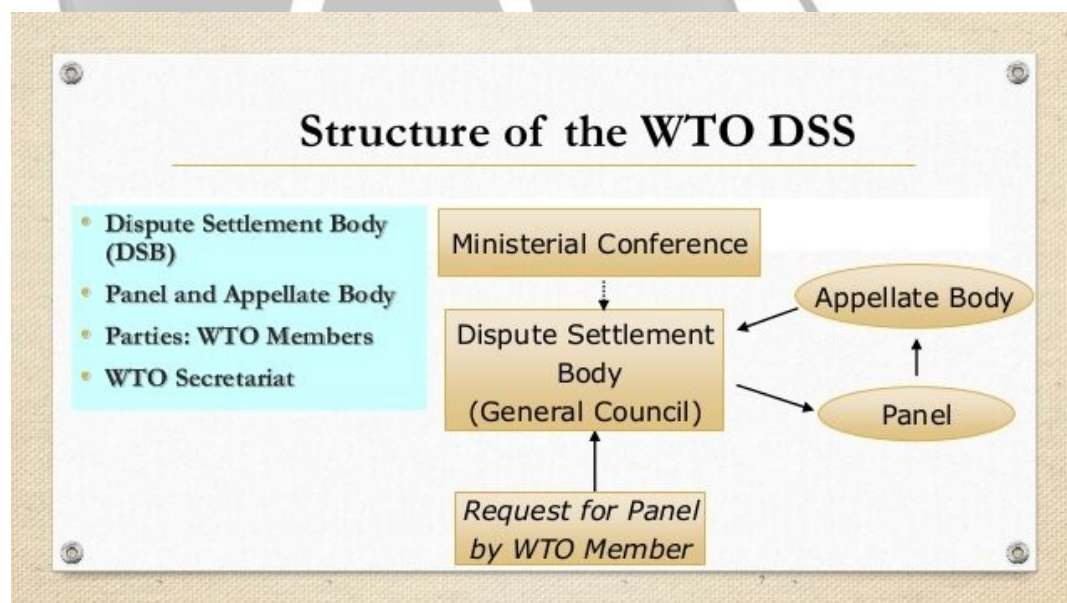 Structure of the WTO DSS
Dispute Settlement Body
(DSB)
Panel and Appellate Body
Parties: WTO Members
WTO Secretariat
Ministerial Conference
Dispute Settlement
Body
(General Council)
Appellate Body
Panel
Request for Panel
by WTO Member